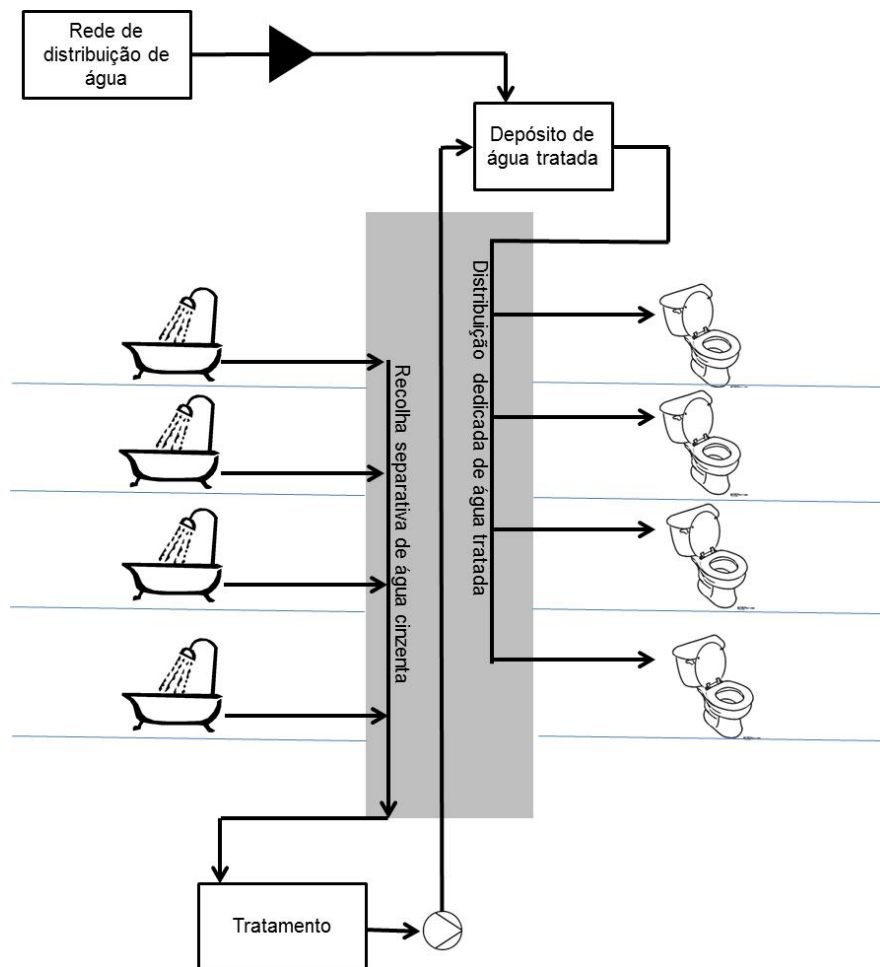 Rede de
distribuição de
água
Depósito de
água tratada
Distribuição dedicada de água tratada
Recolha separativa de água cinzenta
Tratamento